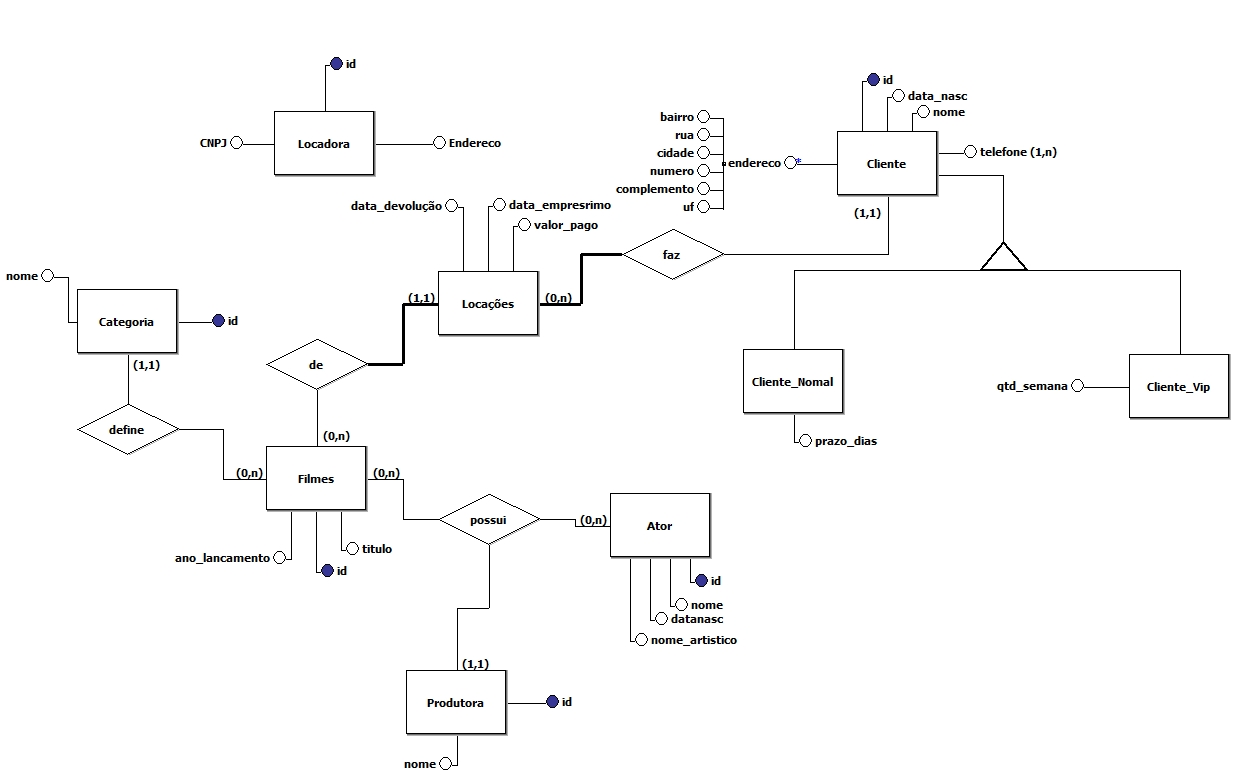 id
CNPJ
Locadora
Endereco
id
data_nasc
nome
bairro
rua
cidade
numero
complemento
uf
endereco
*
Cliente
telefone (1,n)
(1,1)
data_devolução
data_empresrimo
valor_pago
faz
nome
Categoria
id
(1,1)
(1,1)
Locações
(0,n)
de
define
(0,n)
Cliente_Nomal
prazo_dias
qtd_semana
Cliente_Vip
(0,n)
Filmes
(0,n)
ano_lancamento
id
titulo
possui
(0,n)
Ator
id
nome
datanasc
nome_artistico
(1,1)
Produtora
id
nome